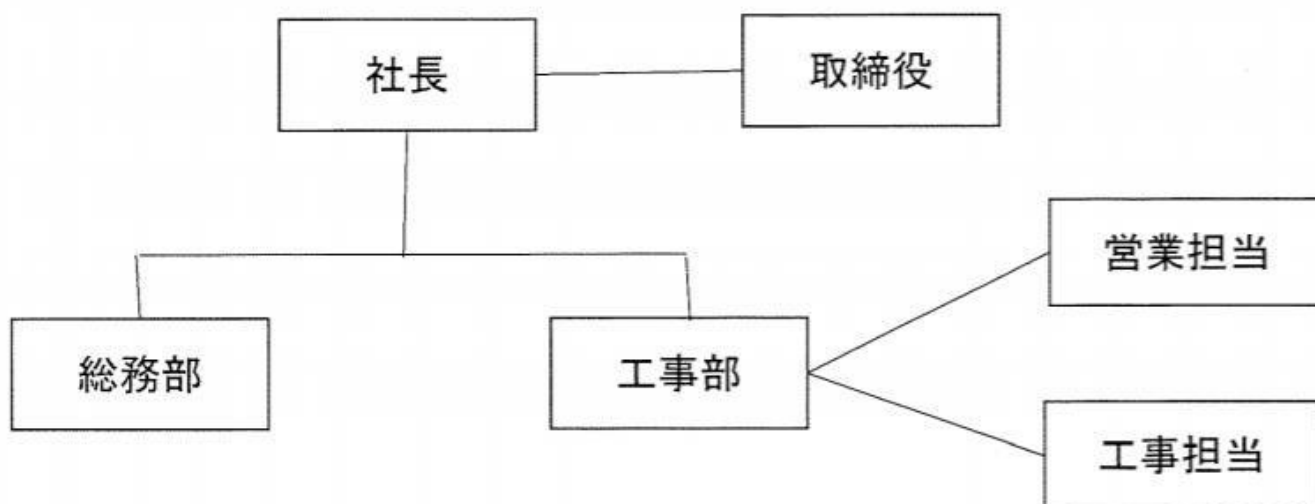 社長
取締役
営業担当
総務部
工事部
工事担当